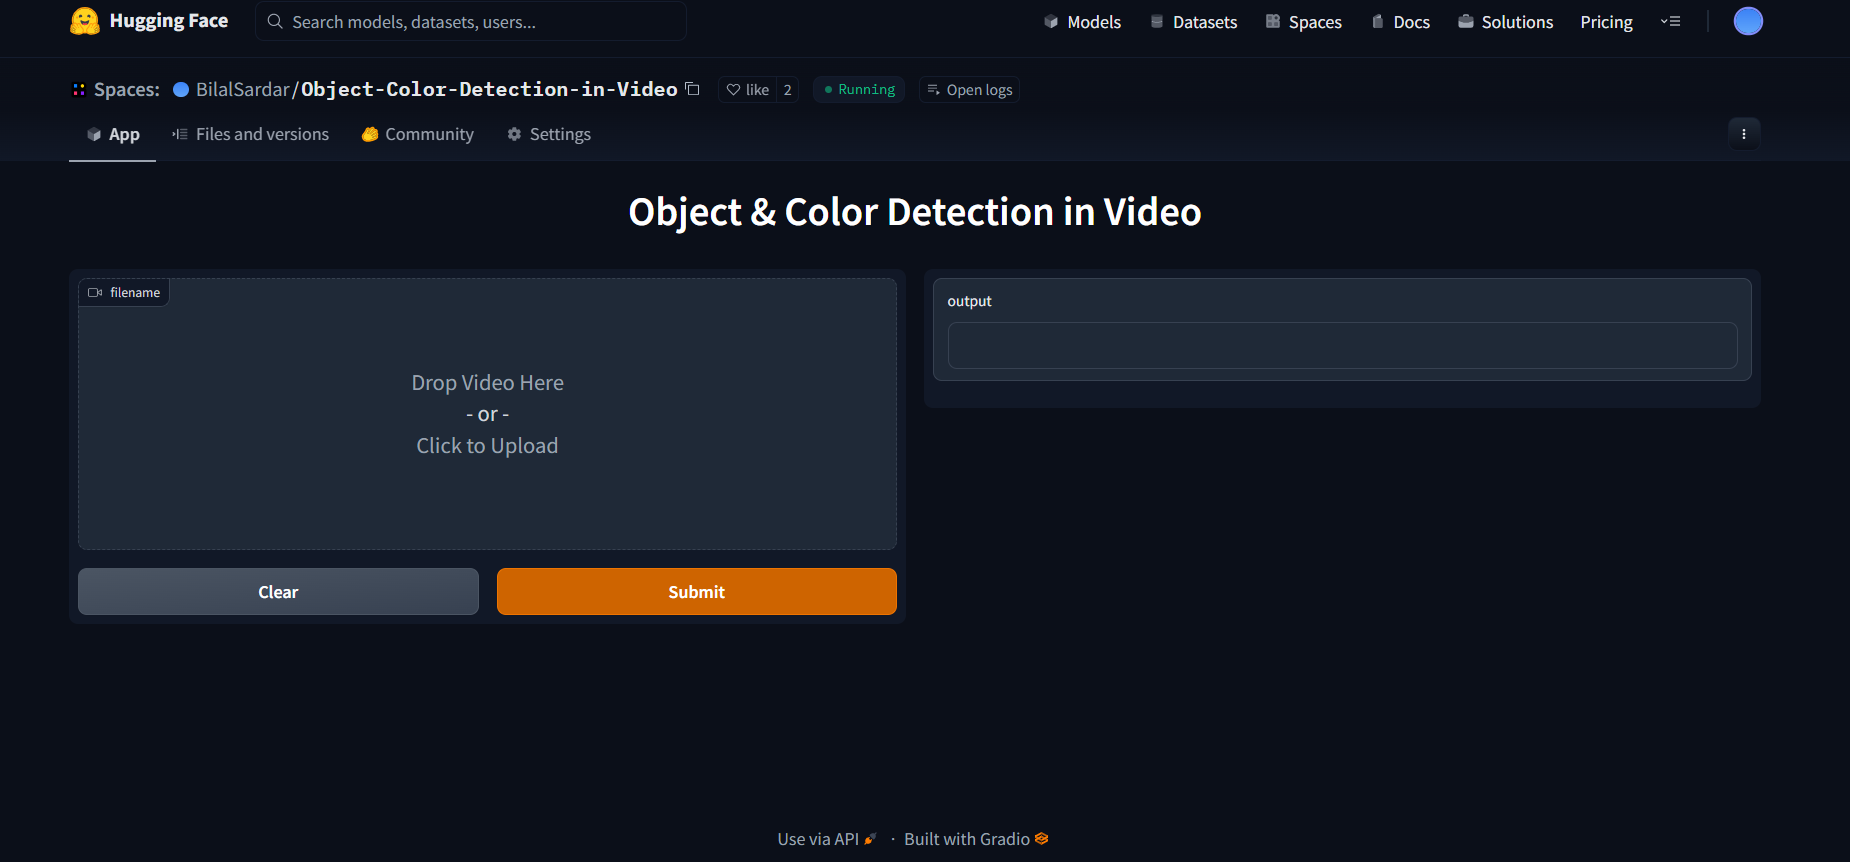 Hugging Face
Search models, datasets, users...
Models
Datasets
Spaces
Docs
Solutions
Pricing
Spaces: BilalSardar/Object-Color-Detection-in-Video
like 2
Running
Open logs
App
Files and versions
Community
Settings
Object & Color Detection in Video
filename
Drop Video Here
- or -
Click to Upload
Clear
Submit
output
Use via API · Built with Gradio